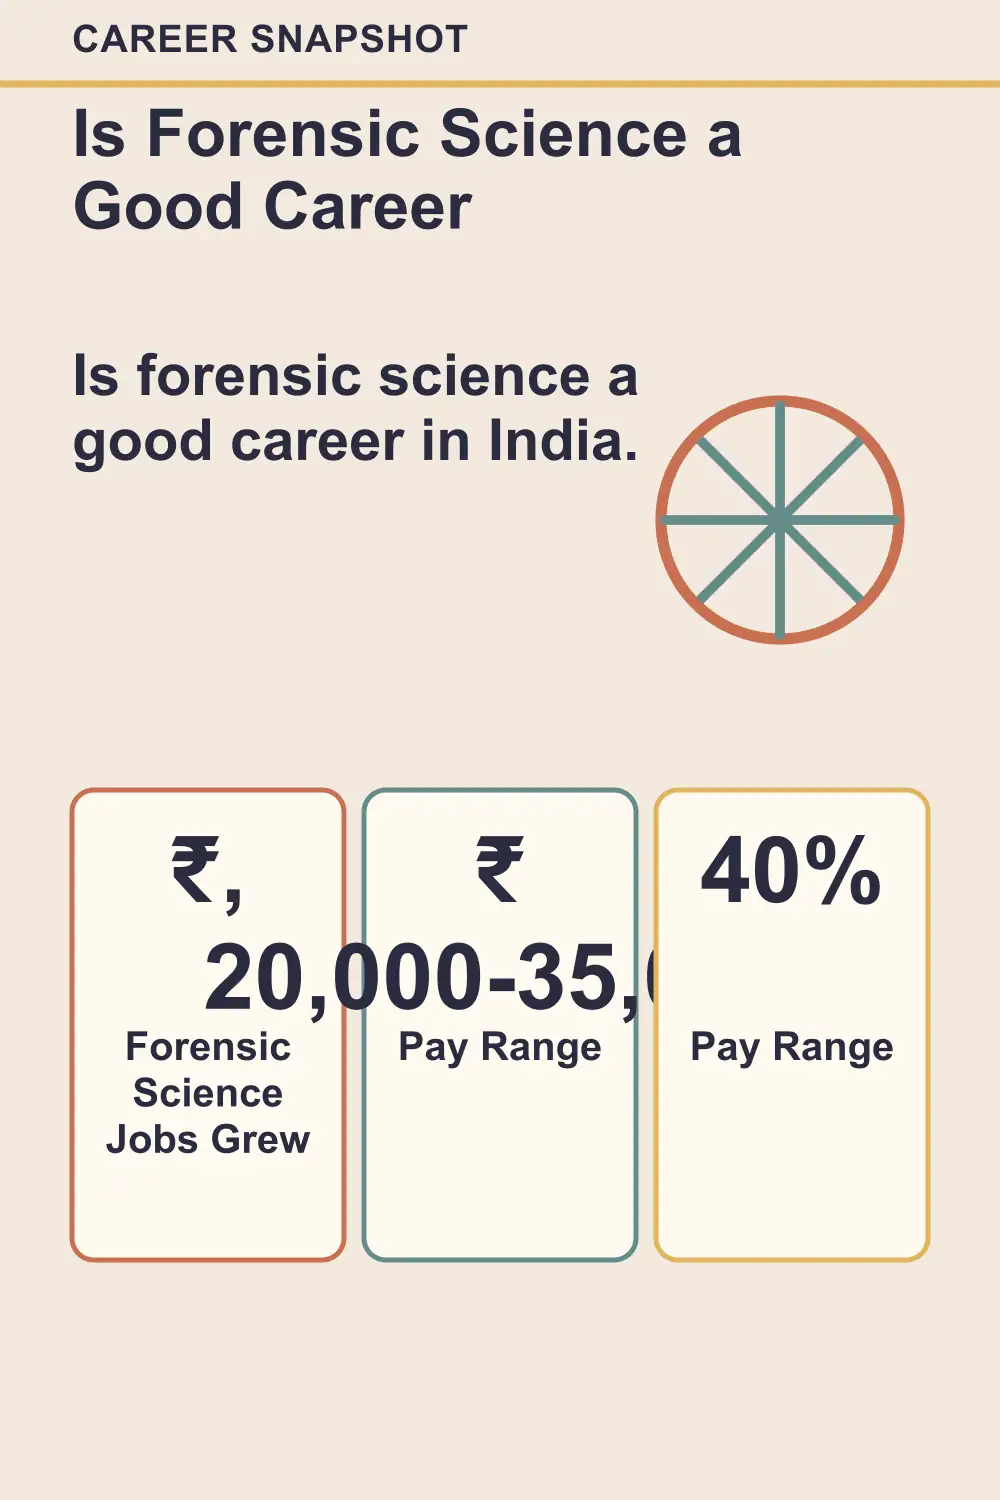 CAREER SNAPSHOT
Is Forensic Science a
Good Career
Is forensic science a
good career in India.
₹,
Forensic
Science
Jobs Grew
₹
20,000-35,
Pay Range
40%
Pay Range